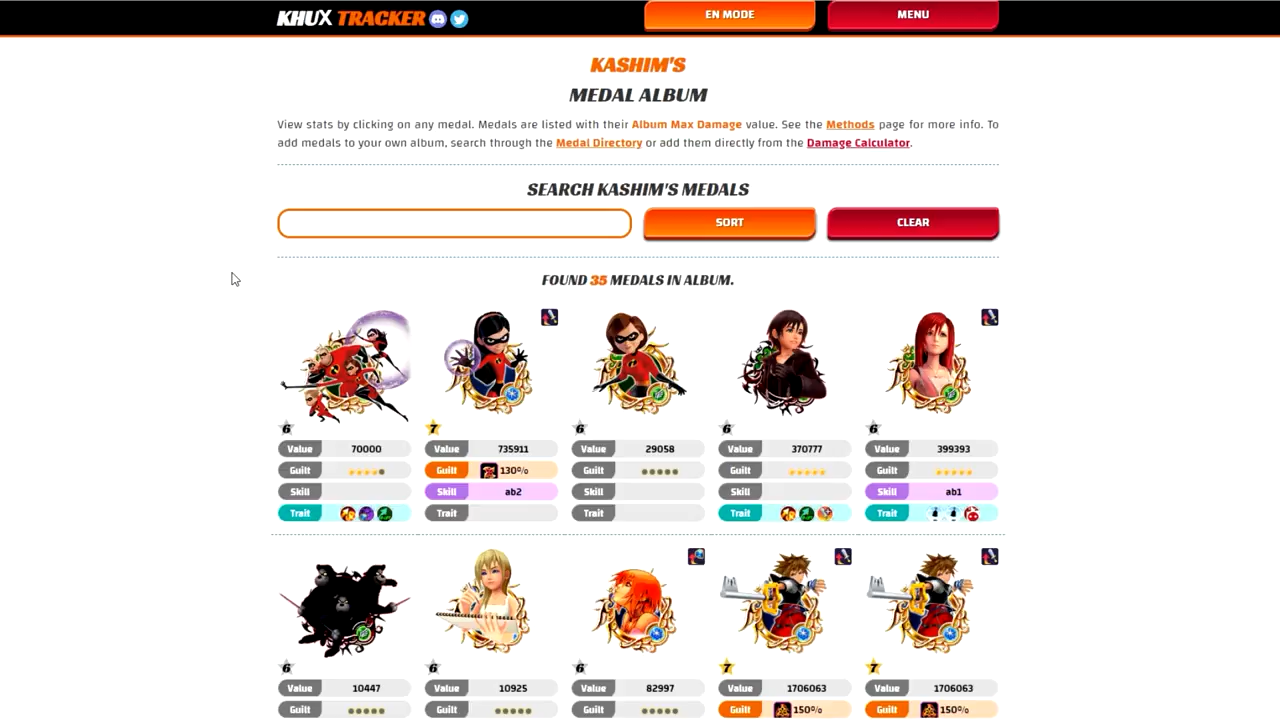 KHUX TRACKER
EN MODE
MENU
KASHIM'S
MEDAL ALBUM
View stats by clicking on any medal. Medals are listed with their Album Max Damage value. See the Methods page for more info. To
add medals to your own album, search through the Medal Directory or add them directly from the Damage Calculator.
SEARCH KASHIM'S MEDALS
SORT
CLEAR
FOUND 35 MEDALS IN ALBUM.
6 7 6 6 6
Value 70000 Value 735911 Value 29058 Value 370777 Value 399393
Guilt Guilt 130% Guilt Guilt Guilt
Skill Skill ab2 Skill Skill Skill ab1
Trait Trait Trait Trait Trait
6 6 6 7 7
Value 10447 Value 10925 Value 82997 Value 1706063 Value 1706063
Guilt Guilt Guilt Guilt 150% Guilt 150%